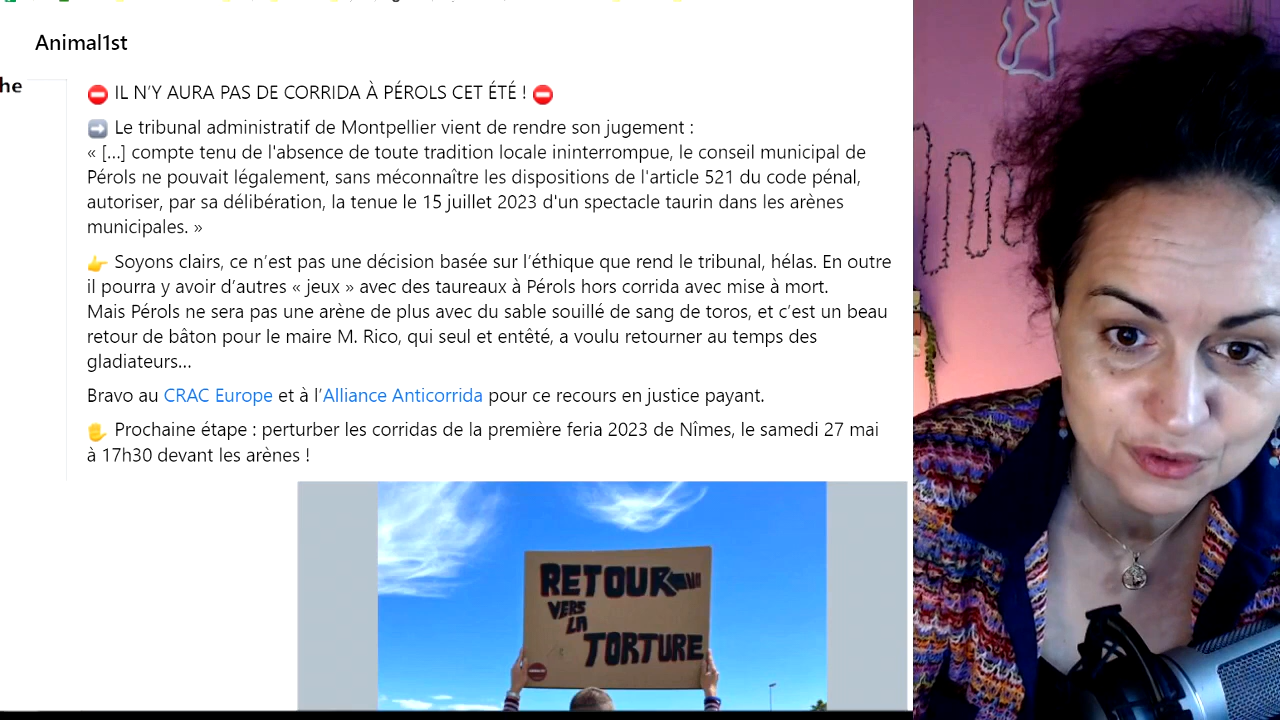 Animal1st
he
⛔ IL N’Y AURA PAS DE CORRIDA À PÉROLS CET ÉTÉ ! ⛔
➡️ Le tribunal administratif de Montpellier vient de rendre son jugement :
« [...] compte tenu de l'absence de toute tradition locale ininterrompue, le conseil municipal de
Pérols ne pouvait légalement, sans méconnaître les dispositions de l'article 521 du code pénal,
autoriser, par sa délibération, la tenue le 15 juillet 2023 d'un spectacle taurin dans les arènes
municipales. »
👉 Soyons clairs, ce n’est pas une décision basée sur l’éthique que rend le tribunal, hélas. En outre
il pourra y avoir d’autres « jeux » avec des taureaux à Pérols hors corrida avec mise à mort.
Mais Pérols ne sera pas une arène de plus avec du sable souillé de sang de toros, et c’est un beau
retour de bâton pour le maire M. Rico, qui seul et entêté, a voulu retourner au temps des
gladiateurs...
Bravo au CRAC Europe et à l’Alliance Anticorrida pour ce recours en justice payant.
✋ Prochaine étape : perturber les corridas de la première feria 2023 de Nîmes, le samedi 27 mai
à 17h30 devant les arènes !
RETOUR
VERS
LA
TORTURE